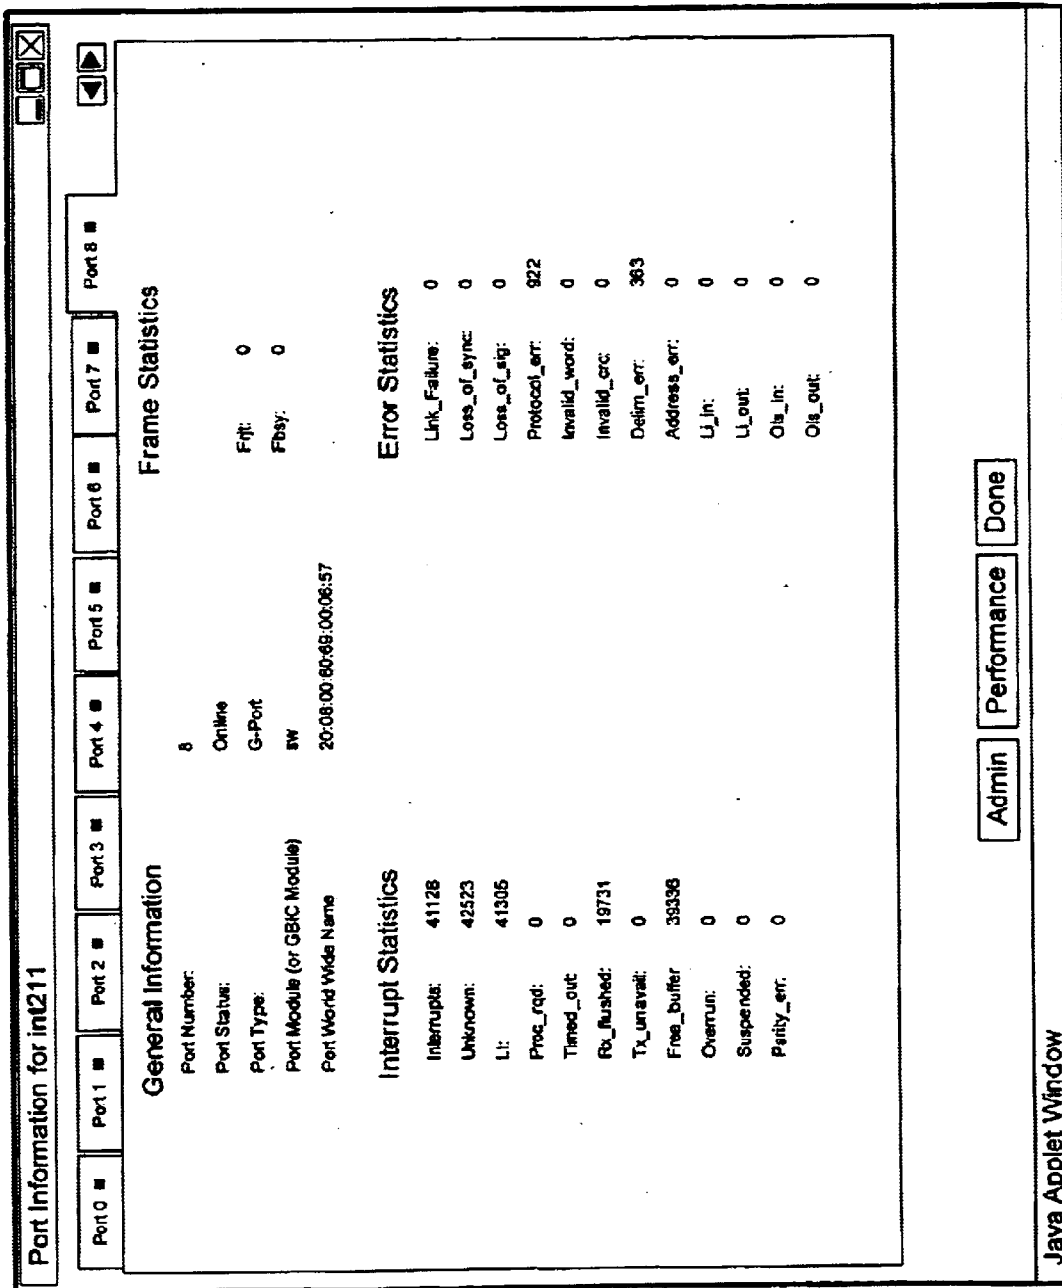 Port Information for int211
Port 0 Port 1 Port 2 Port 3 Port 4 Port 5 Port 6 Port 7 Port 8
General Information
Port Number: 8
Port Status: Online
Port Type: G-Port
Port Module (or GBIC Module) sw
Port World Wide Name 20:08:00:60:69:00:06:57
Frame Statistics
Frjt: 0
Fbsy: 0
Interrupt Statistics
Interrupts: 41128
Unknown: 42523
Li: 41305
Proc_rqd: 0
Timed_out: 0
Rx_flushed: 19731
Tx_unavail: 0
Free_buffer 39336
Overrun: 0
Suspended: 0
Parity_err: 0
Error Statistics
Link_Failure: 0
Loss_of_sync: 0
Loss_of_sig: 0
Protocol_err: 922
Invalid_word: 0
Invalid_crc: 0
Delim_err: 363
Address_err: 0
Li_in: 0
Li_out: 0
Ols_in: 0
Ols_out: 0
Admin Performance Done
Java Applet Window